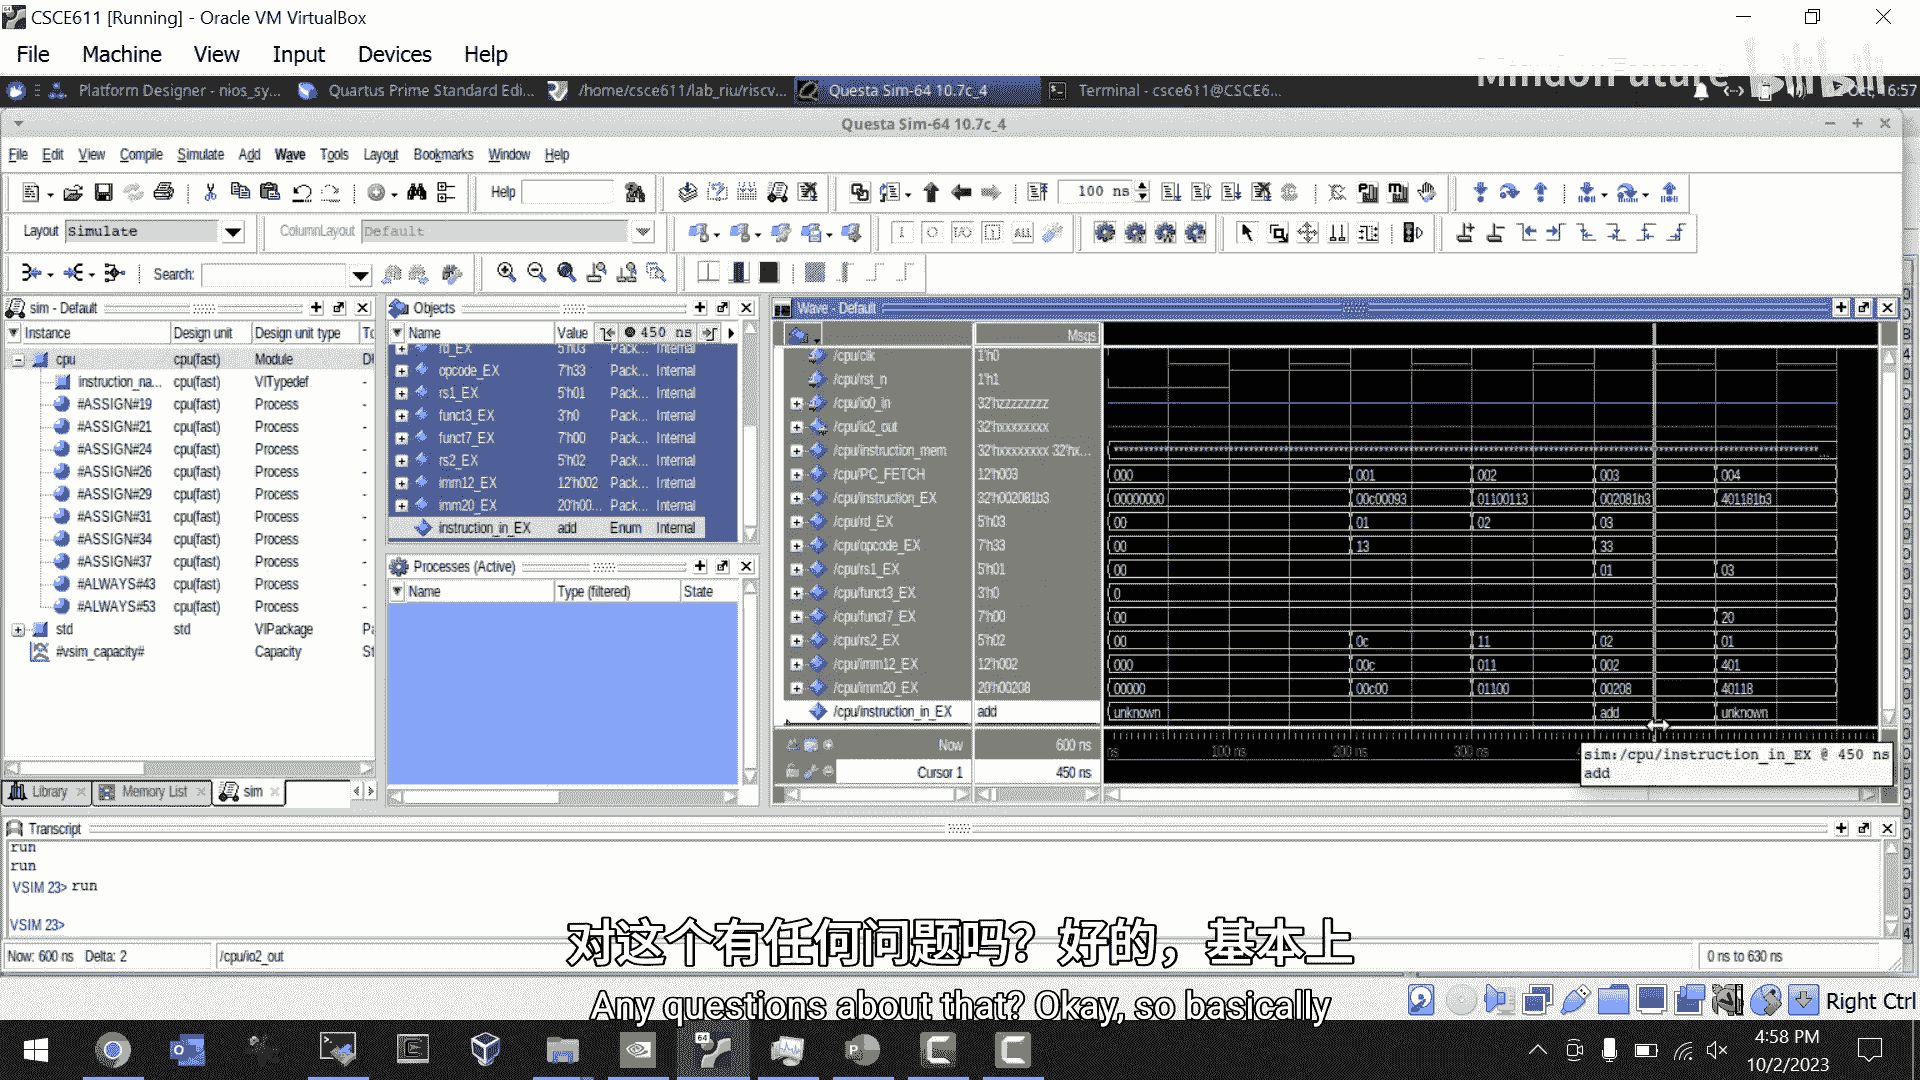 CSCE611 [Running] - Oracle VM VirtualBox
File Machine View Input Devices Help
MindonFuture bilibili
Platform Designer - nios_sy... Quartus Prime Standard Edi... /home/csce611/lab_riu/riscv... Questa Sim-64 10.7c_4 Terminal - csce611@CSCE6... 16:57
Questa Sim-64 10.7c_4
File Edit View Compile Simulate Add Wave Tools Layout Bookmarks Window Help
Help 100 ns
Layout Simulate ColumnLayout Default ALL
Search:
sim - Default
Instance Design unit Design unit type
cpu cpu(fast) Module
instruction_na... cpu(fast) VITypedef
#ASSIGN#19 cpu(fast) Process -
#ASSIGN#21 cpu(fast) Process -
#ASSIGN#24 cpu(fast) Process -
#ASSIGN#26 cpu(fast) Process -
#ASSIGN#29 cpu(fast) Process -
#ASSIGN#31 cpu(fast) Process -
#ASSIGN#34 cpu(fast) Process -
#ASSIGN#37 cpu(fast) Process -
#ALWAYS#43 cpu(fast) Process -
#ALWAYS#53 cpu(fast) Process -
std std VIPackage
#vsim_capacity# Capacity
Library Memory List sim
Objects
Name Value 450 ns
rd_EX 5'h03 Pack... Internal
opcode_EX 7'h33 Pack... Internal
rs1_EX 5'h01 Pack... Internal
funct3_EX 3'h0 Pack... Internal
funct7_EX 7'h00 Pack... Internal
rs2_EX 5'h02 Pack... Internal
imm12_EX 12'h002 Pack... Internal
imm20_EX 20'h00... Pack... Internal
instruction_in_EX add Enum Internal
Processes (Active)
Name Type (filtered) State
Wave - Default
Msgs
/cpu/clk 1'h0
/cpu/rst_n 1'h1
/cpu/io0_in 32'hzzzzzzzz
/cpu/io2_out 32'hxxxxxxxx
/cpu/instruction_mem 32'hxxxxxxxx 32'hx...
/cpu/PC_FETCH 12'h003 000 001 002 003 004
/cpu/instruction_EX 32'h002081b3 00000000 00c00093 01100113 002081b3 401181b3
/cpu/rd_EX 5'h03 00 01 02 03
/cpu/opcode_EX 7'h33 00 13 33
/cpu/rs1_EX 5'h01 00 01 03
/cpu/funct3_EX 3'h0 0
/cpu/funct7_EX 7'h00 00 20
/cpu/rs2_EX 5'h02 00 0c 11 02 01
/cpu/imm12_EX 12'h002 000 00c 011 002 401
/cpu/imm20_EX 20'h00208 00000 00c00 01100 00208 40118
/cpu/instruction_in_EX add unknown add unknown
Now 600 ns ns 100 ns 200 ns 300 ns
Cursor 1 450 ns
sim:/cpu/instruction_in_EX @ 450 ns
add
Transcript
run
run
VSIM 23> run
VSIM 23>
Now: 600 ns Delta: 2 /cpu/io2_out 0 ns to 630 ns
对这个有任何问题吗？好的，基本上
Any questions about that? Okay, so basically
Right Ctrl
4:58 PM
10/2/2023